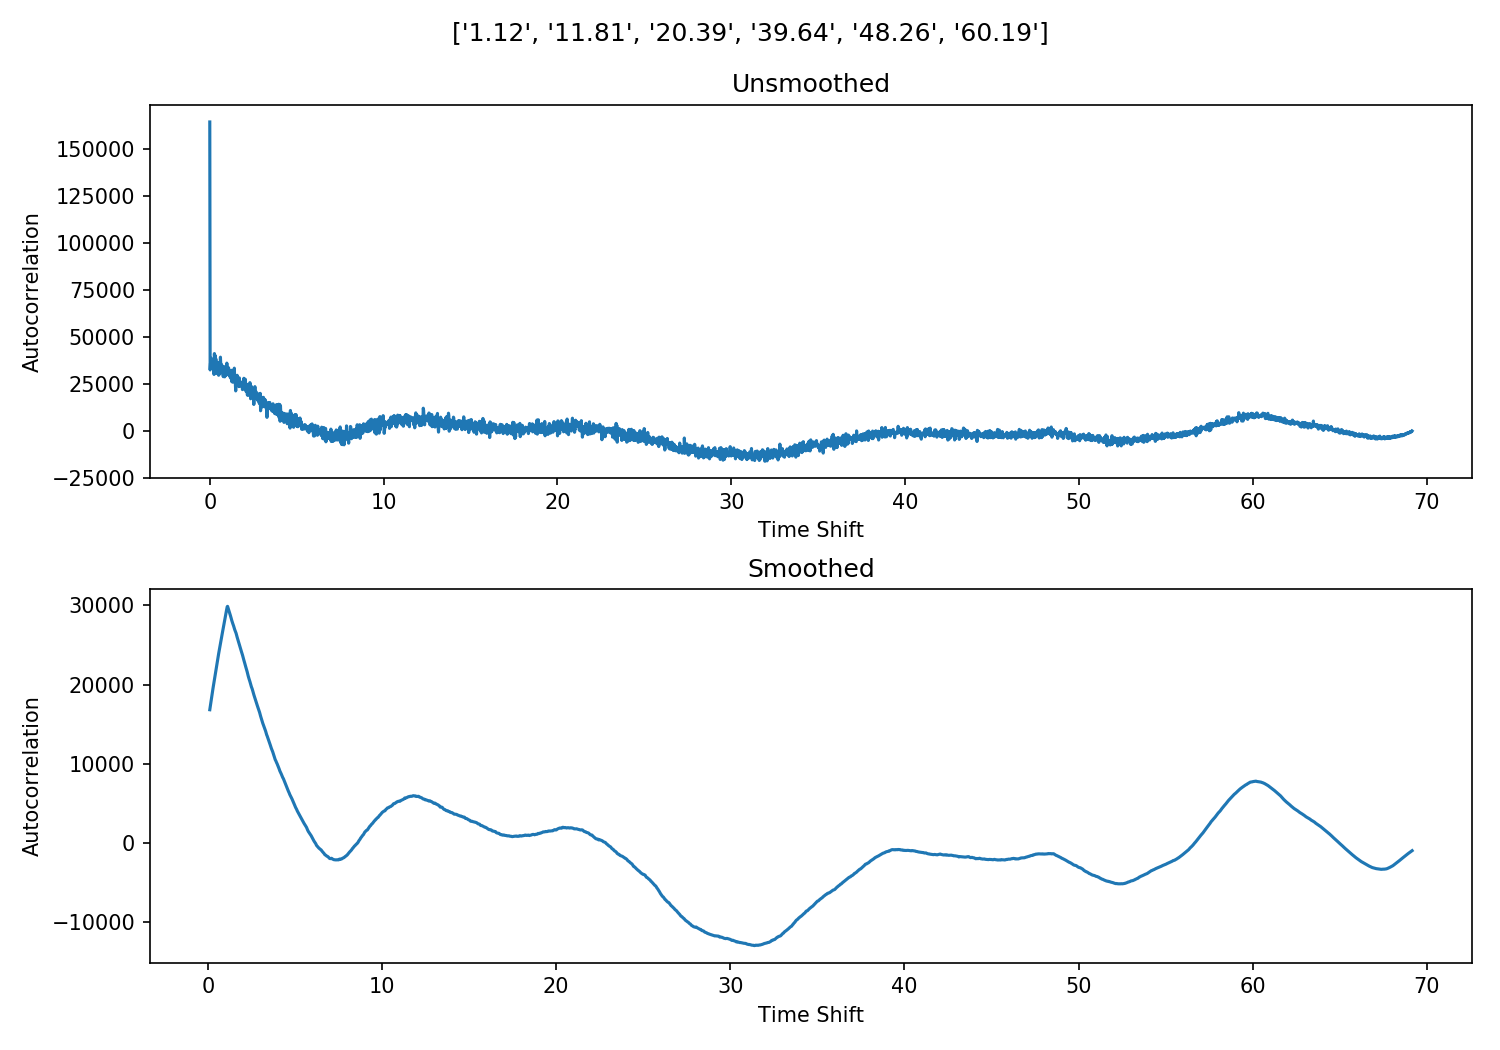 ['1.12', '11.81', '20.39', '39.64', '48.26', '60.19']
Unsmoothed
Autocorrelation
150000
125000
100000
75000
50000
25000
0
−25000
0 10 20 30 40 50 60 70
Time Shift
Smoothed
Autocorrelation
30000
20000
10000
0
−10000
0 10 20 30 40 50 60 70
Time Shift